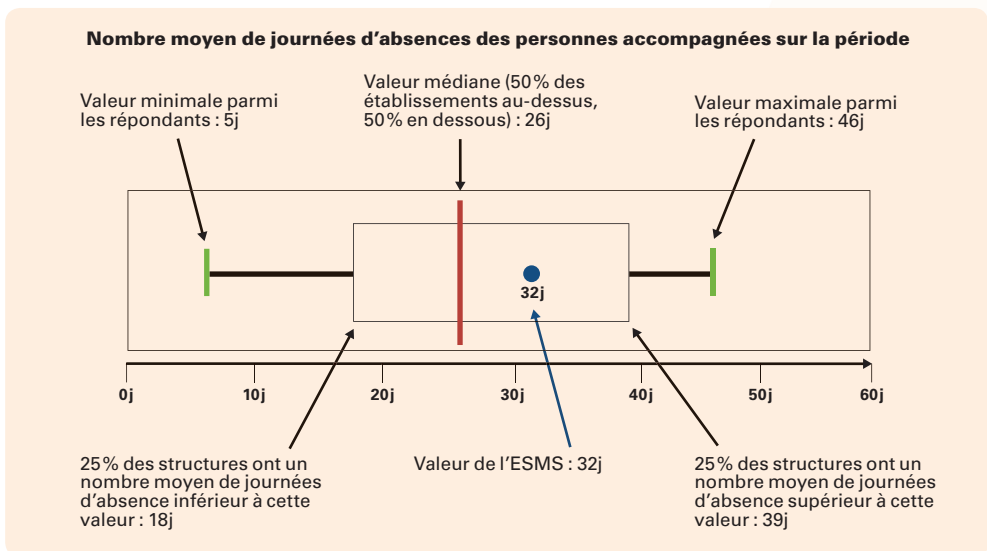 Nombre moyen de journées d’absences des personnes accompagnées sur la période
Valeur minimale parmi
les répondants : 5j
Valeur médiane (50% des
établissements au-dessus,
50% en dessous) : 26j
Valeur maximale parmi
les répondants : 46j
32j
0j 10j 20j 30j 40j 50j 60j
25% des structures ont un
nombre moyen de journées
d’absence inférieur à cette
valeur : 18j
Valeur de l’ESMS : 32j
25% des structures ont un
nombre moyen de journées
d’absence supérieur à cette
valeur : 39j